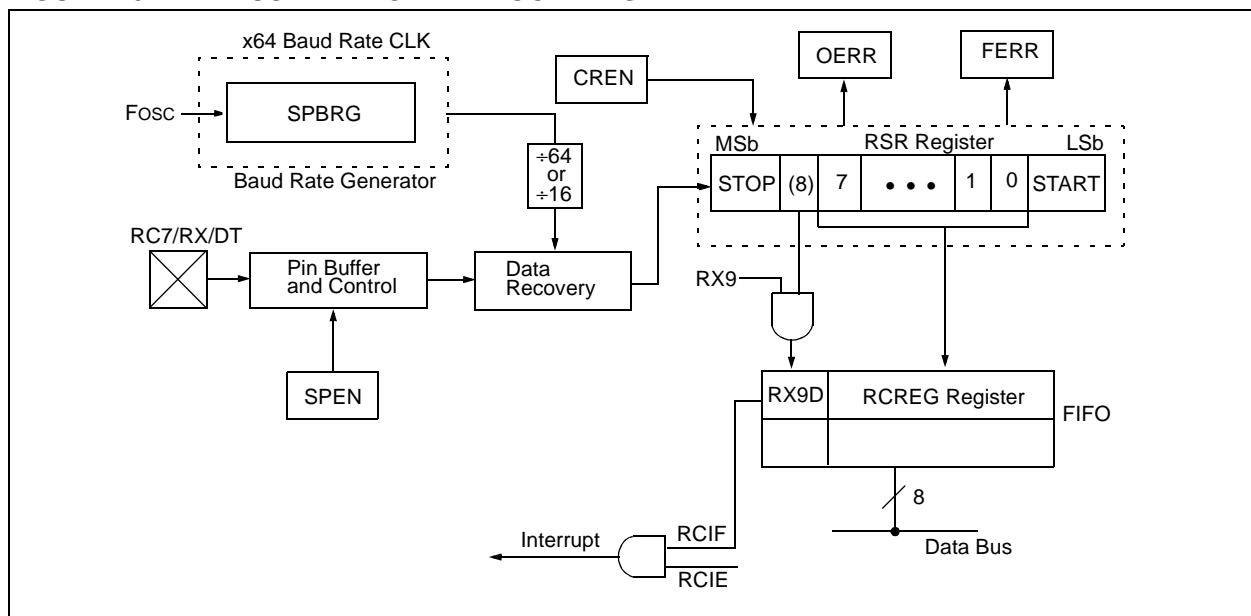 x64 Baud Rate CLK
FOSC
SPBRG
Baud Rate Generator
CREN
OERR
FERR
÷64
or
÷16
MSb
RSR Register
LSb
STOP
(8)
7
• • •
1
0
START
RC7/RX/DT
Pin Buffer
and Control
Data
Recovery
RX9
SPEN
RX9D
RCREG Register
FIFO
8
Data Bus
Interrupt
RCIF
RCIE